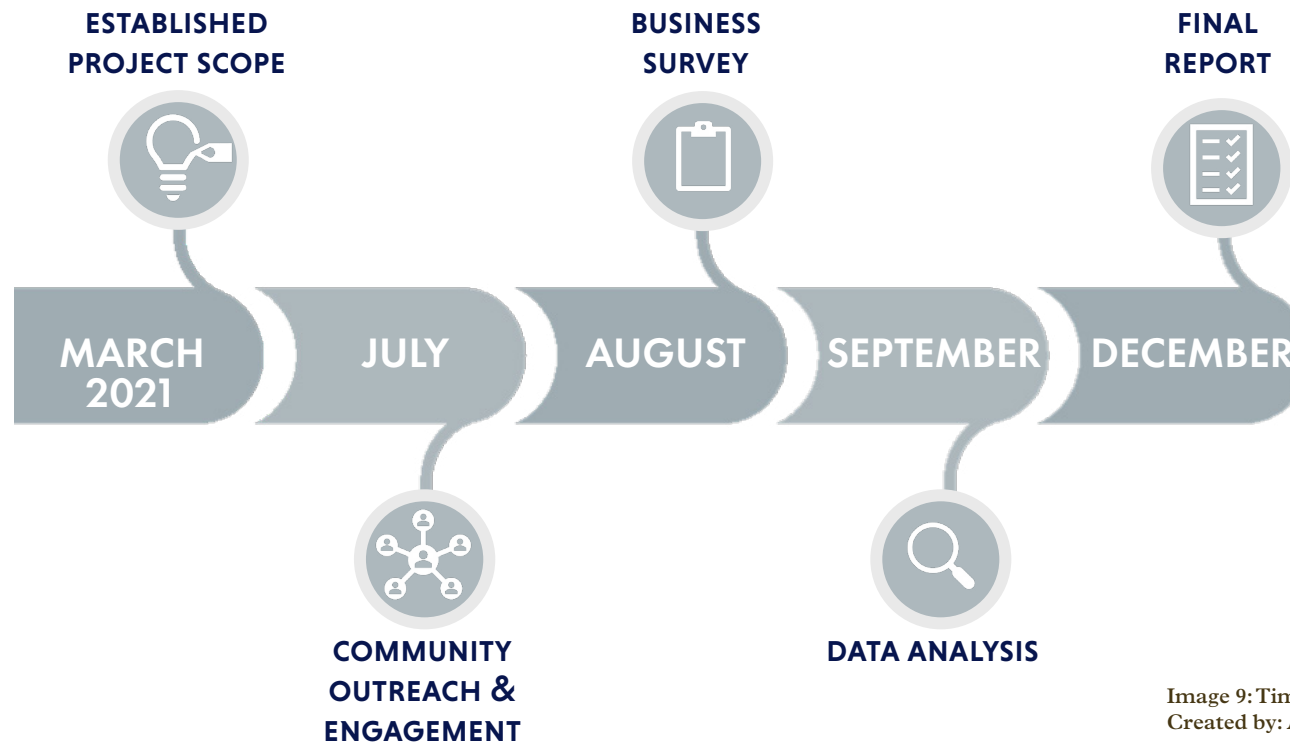 ESTABLISHED
PROJECT SCOPE
BUSINESS
SURVEY
FINAL
REPORT
MARCH
2021
JULY
AUGUST
SEPTEMBER
DECEMBER
COMMUNITY
OUTREACH &
ENGAGEMENT
DATA ANALYSIS
Image 9:
Created by: